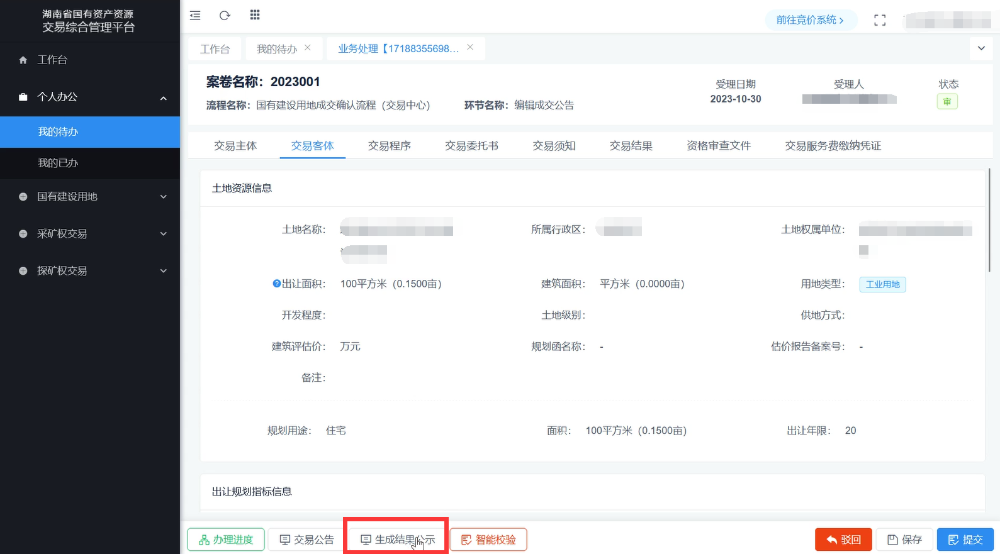 湖南省国有资产资源
交易综合管理平台
工作台
个人办公
我的待办
我的已办
国有建设用地
采矿权交易
探矿权交易
前往竞价系统
工作台
我的待办
业务处理【17188355698...
案卷名称：2023001
流程名称：国有建设用地成交确认流程（交易中心）
环节名称：编辑成交公告
受理日期
2023-10-30
受理人
状态
审
交易主体
交易客体
交易程序
交易委托书
交易须知
交易结果
资格审查文件
交易服务费缴纳凭证
土地资源信息
土地名称：
所属行政区：
土地权属单位：
出让面积： 100平方米（0.1500亩）
建筑面积： 平方米（0.0000亩）
用地类型： 工业用地
开发程度：
土地级别：
供地方式：
建筑评估价： 万元
规划函名称： -
估价报告备案号： -
备注：
规划用途： 住宅
面积： 100平方米（0.1500亩）
出让年限： 20
出让规划指标信息
办理进度
交易公告
生成结果公示
智能校验
驳回
保存
提交